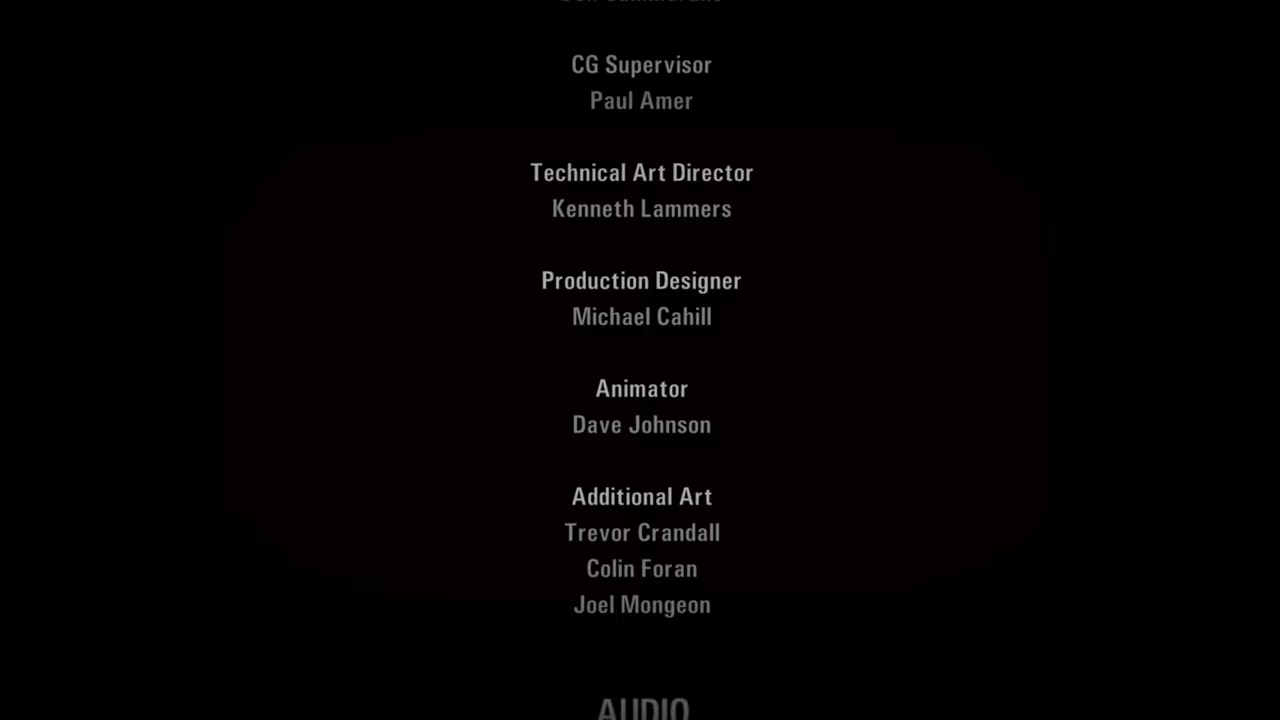 CG Supervisor
Paul Amer
Technical Art Director
Kenneth Lammers
Production Designer
Michael Cahill
Animator
Dave Johnson
Additional Art
Trevor Crandall
Colin Foran
Joel Mongeon
AUDIO